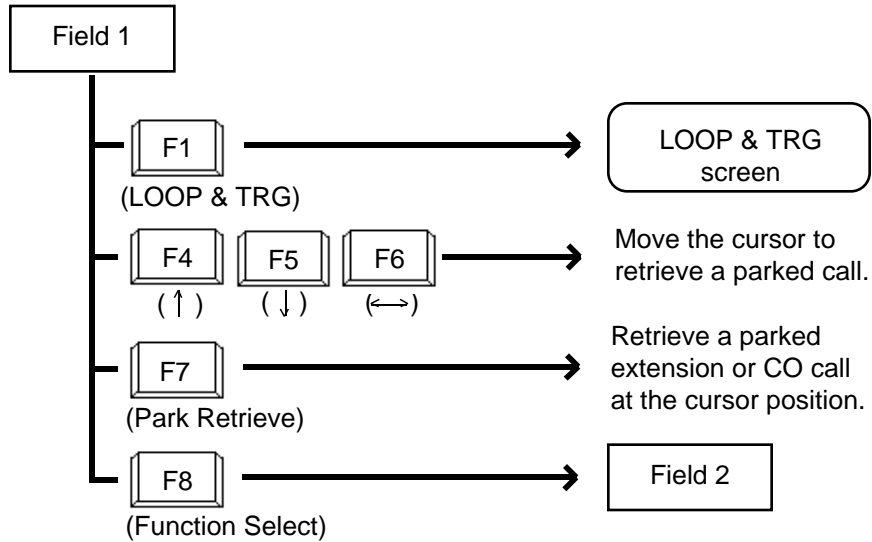 Field 1
F1
(LOOP & TRG)
LOOP & TRG
screen
F4 F5 F6
(↑) (↓) (↔)
Move the cursor to
retrieve a parked call.
F7
(Park Retrieve)
Retrieve a parked
extension or CO call
at the cursor position.
F8
(Function Select)
Field 2